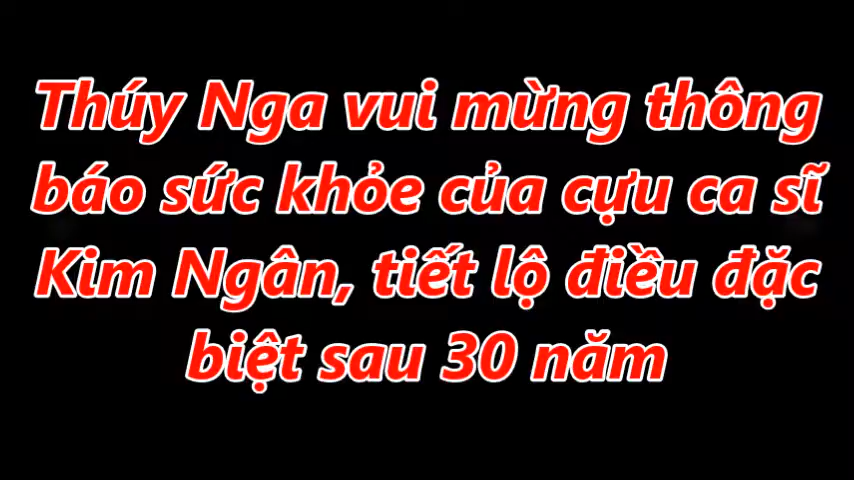 Thúy Nga vui mừng thông
báo sức khỏe của cựu ca sĩ
Kim Ngân, tiết lộ điều đặc
biệt sau 30 năm